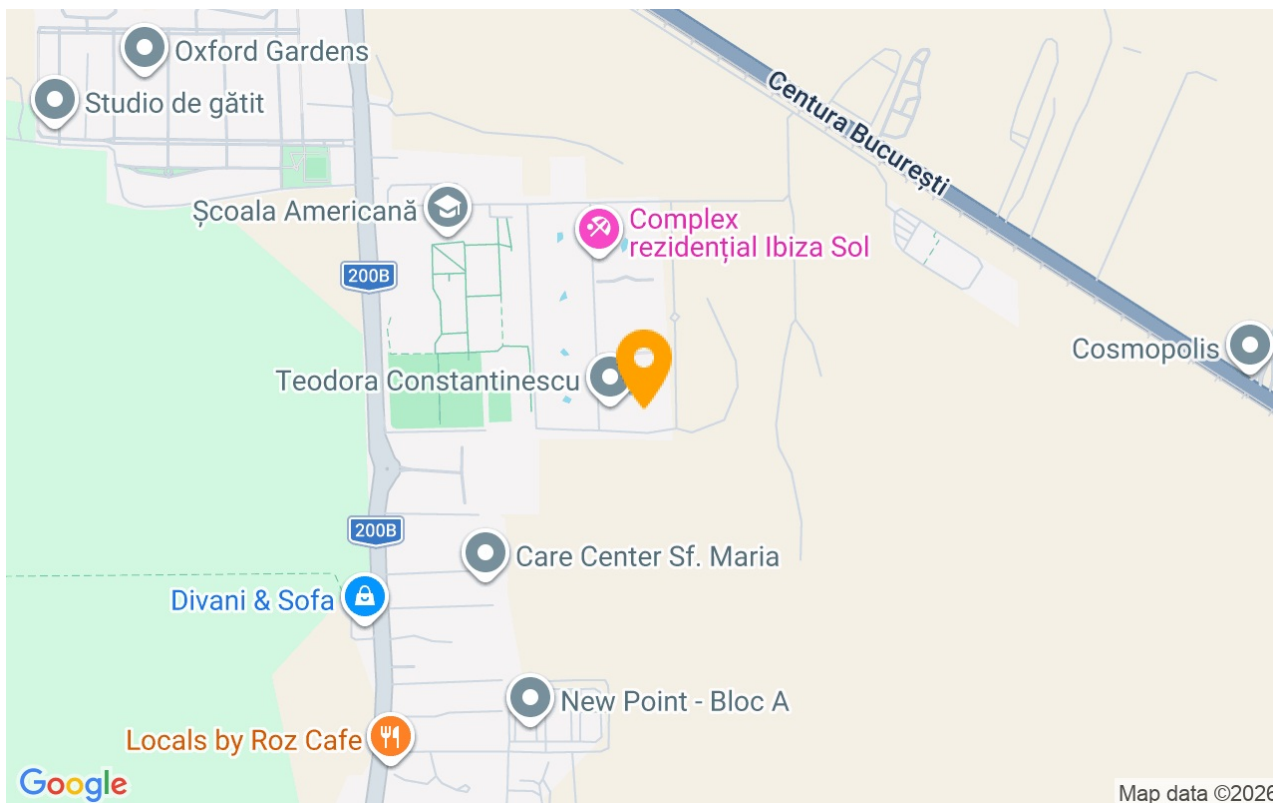 Oxford Gardens
Studio de gătit
Centura București
Școala Americană
Complex
rezidențial Ibiza Sol
200B
Cosmopolis
Teodora Constantinescu
200B
Care Center Sf. Maria
Divani & Sofa
New Point - Bloc A
Locals by Roz Cafe
Google
Map data ©2026